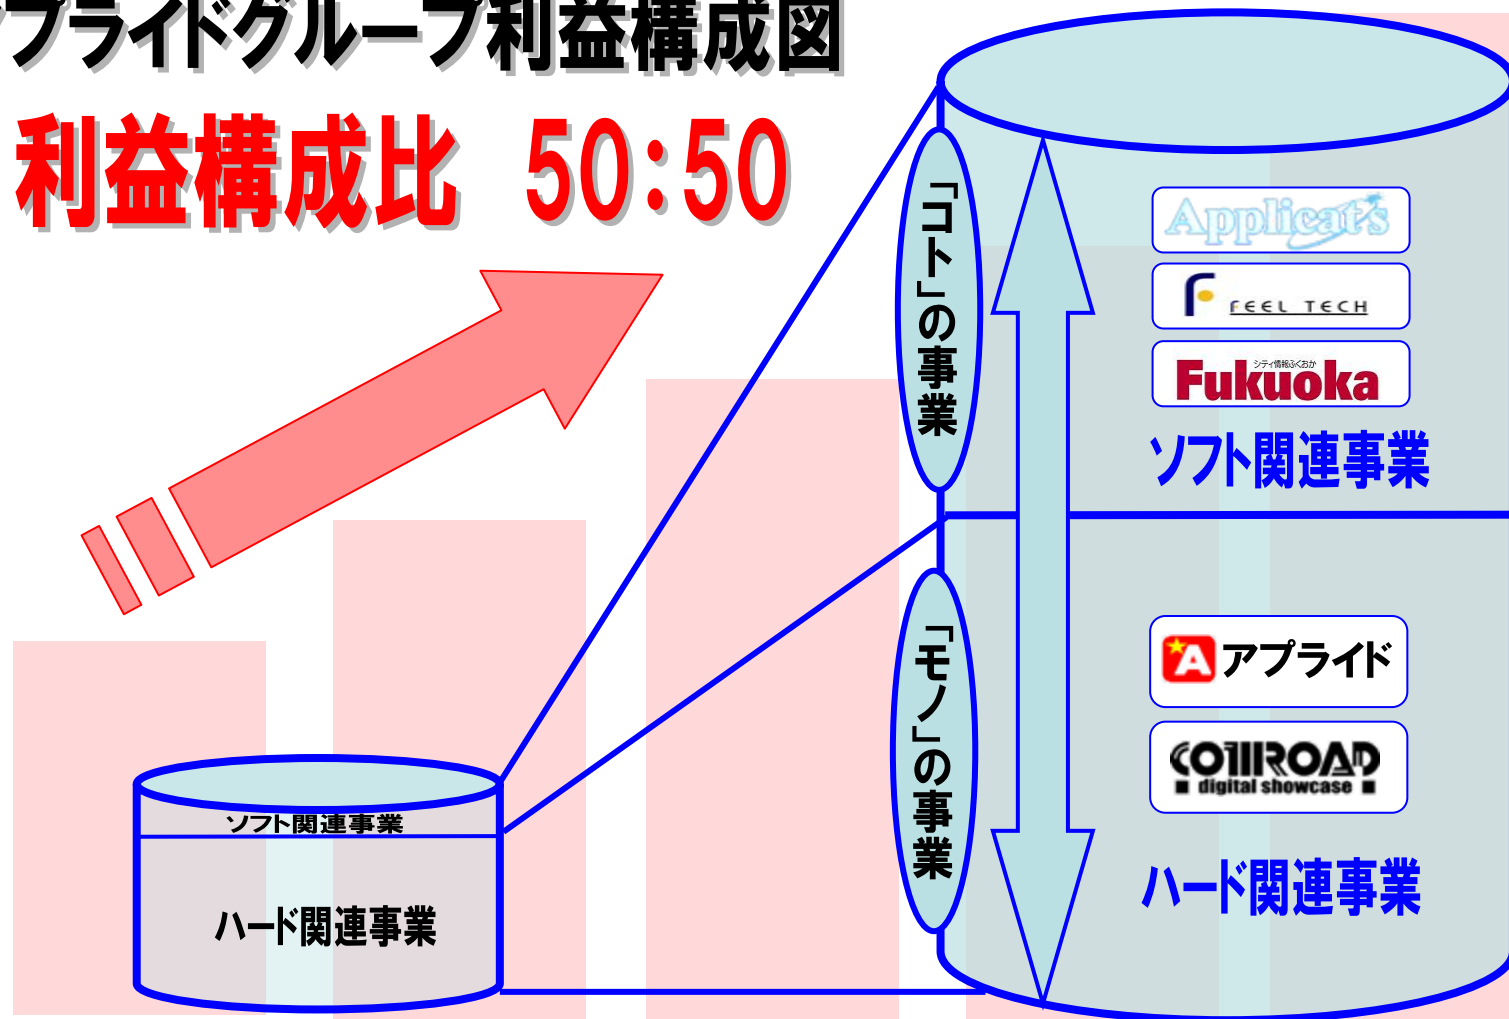 プライドグループ利益構成図
利益構成比 50:50
「コト」の事業
Applicat's
FEEL TECH
シティ情報ふくおか
Fukuoka
ソフト関連事業
「モノ」の事業
A アプライド
COMROAD
digital showcase
ハード関連事業
ソフト関連事業
ハード関連事業